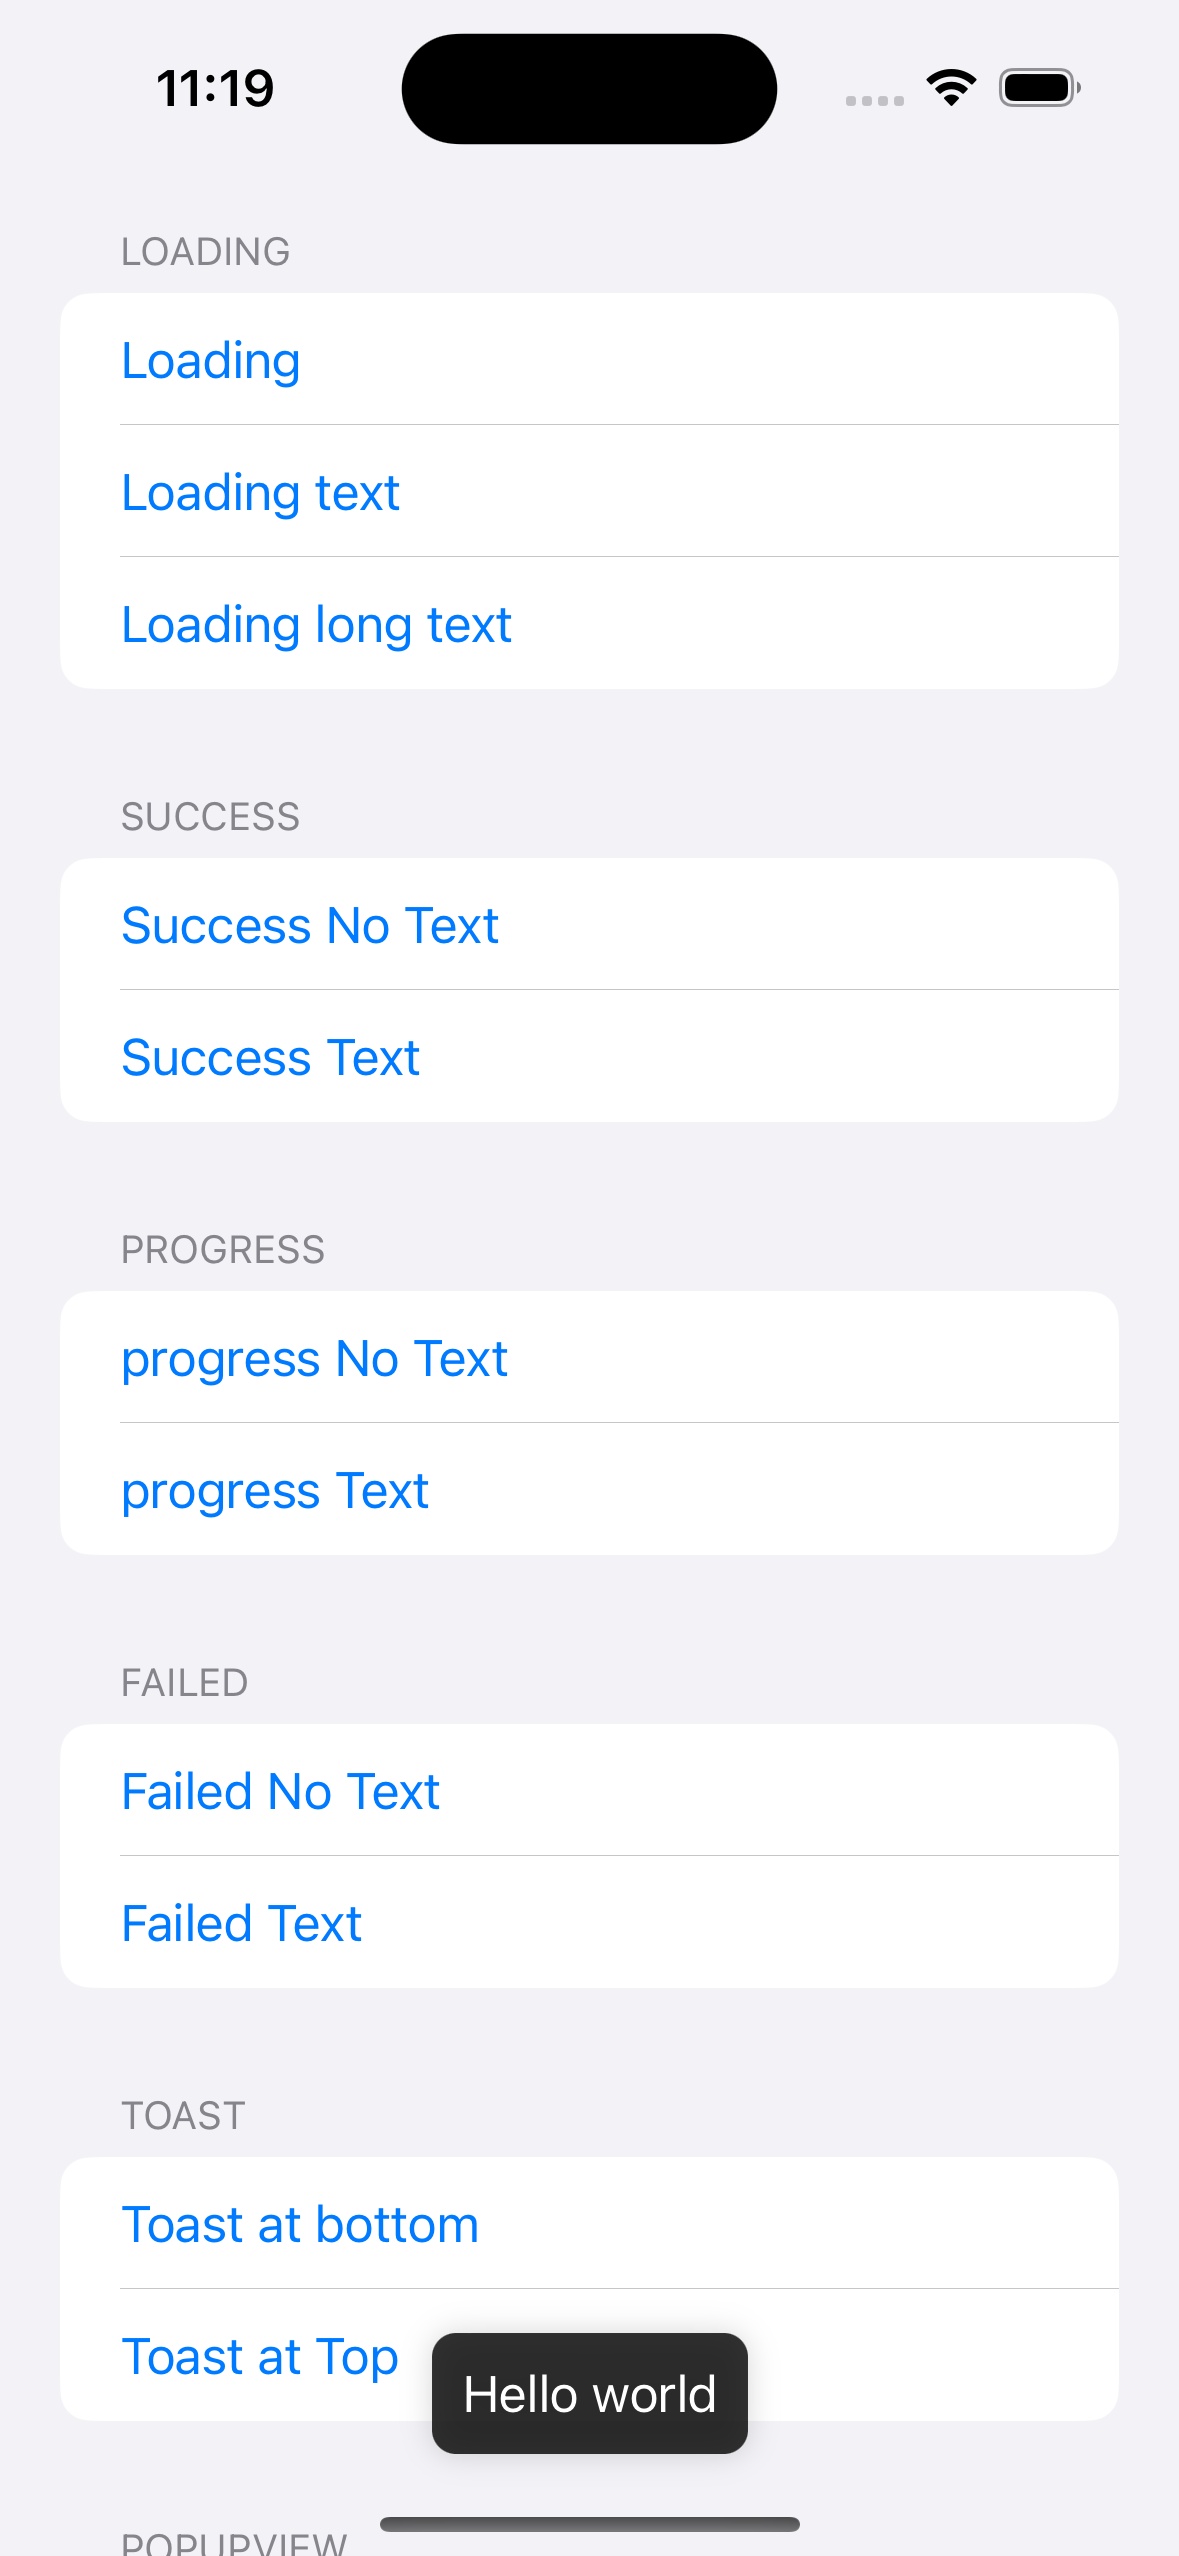 11:19
LOADING
Loading
Loading text
Loading long text
SUCCESS
Success No Text
Success Text
PROGRESS
progress No Text
progress Text
FAILED
Failed No Text
Failed Text
TOAST
Toast at bottom
Toast at Top
Hello world
POPUPVIEW